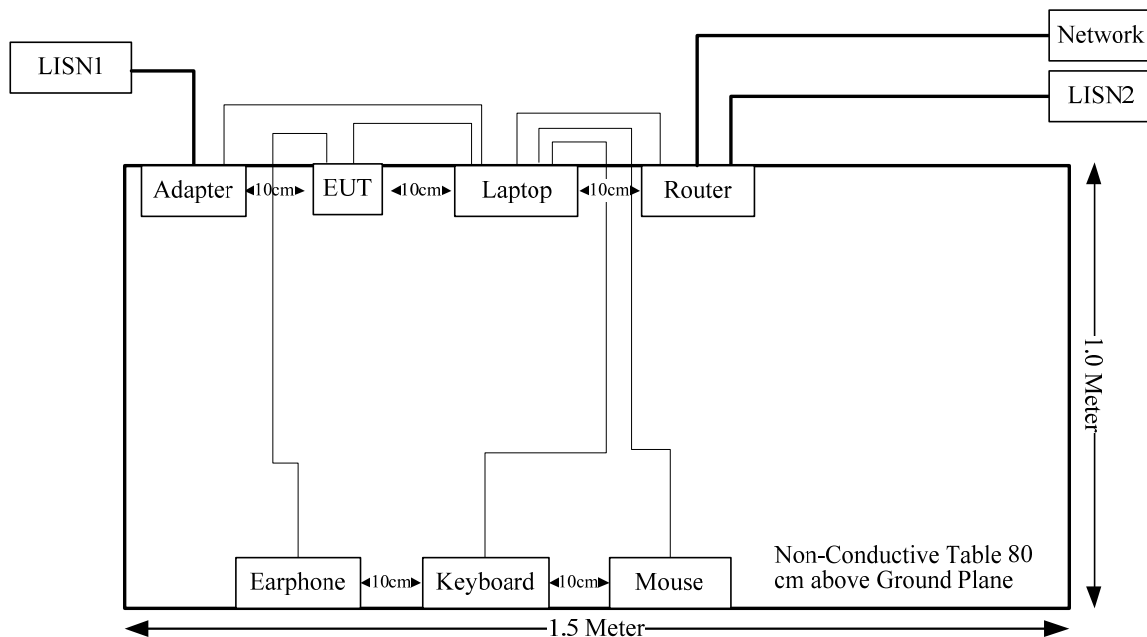 Network
LISN1
LISN2
Adapter
10cm
EUT
10cm
Laptop
10cm
Router
1.0 Meter
Non-Conductive Table 80
cm above Ground Plane
Earphone
10cm
Keyboard
10cm
Mouse
1.5 Meter